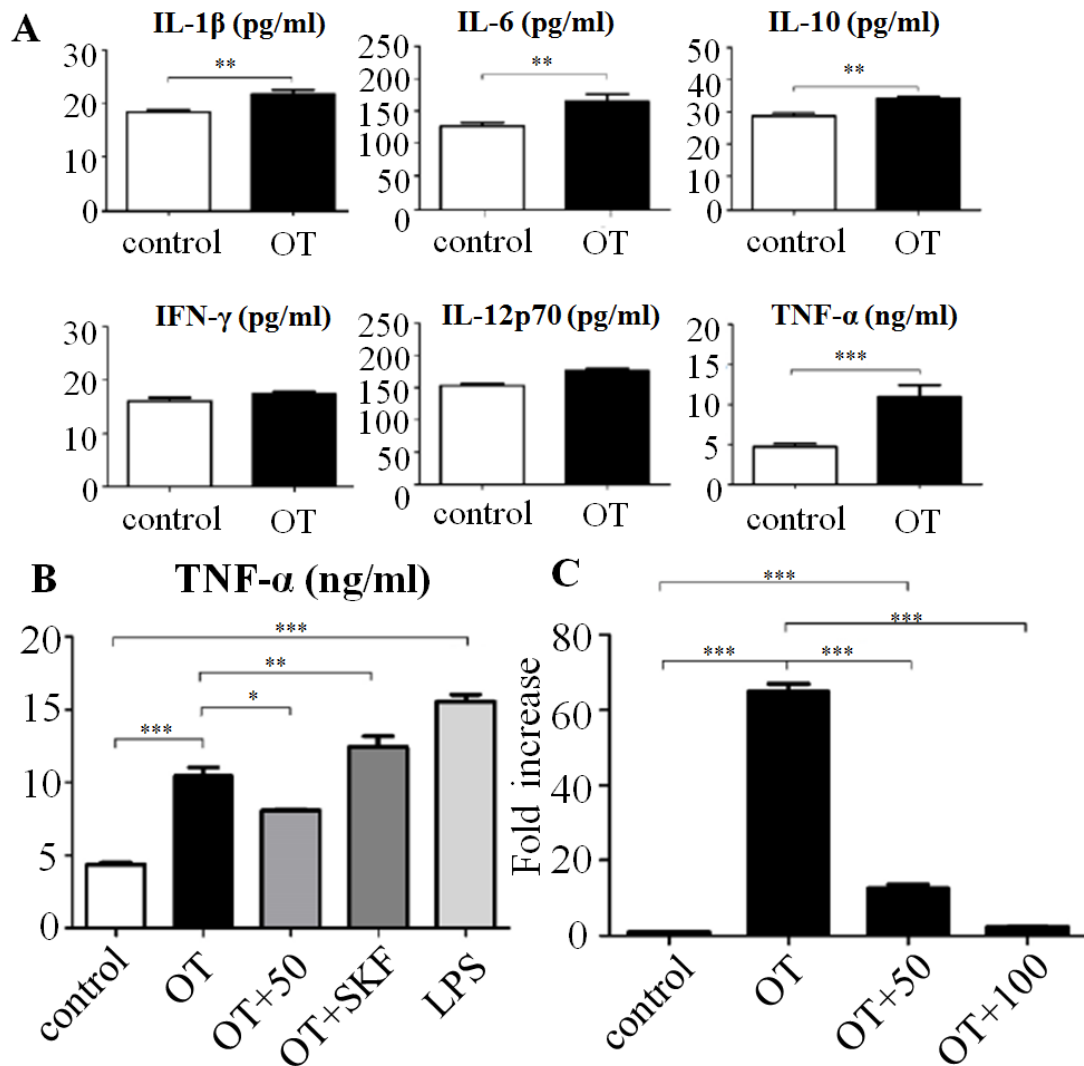 A
IL-1β (pg/ml)
30
20
10
0
**
control OT
IL-6 (pg/ml)
250
200
150
100
50
0
**
control OT
IL-10 (pg/ml)
50
40
30
20
10
0
**
control OT
IFN-γ (pg/ml)
30
20
10
0
control OT
IL-12p70 (pg/ml)
250
200
150
100
50
0
control OT
TNF-α (ng/ml)
20
15
10
5
0
***
control OT
B
TNF-α (ng/ml)
20
15
10
5
0
***
**
*
***
control
OT
OT+50
OT+SKF
LPS
C
Fold increase
80
60
40
20
0
***
***
***
***
control
OT
OT+50
OT+100